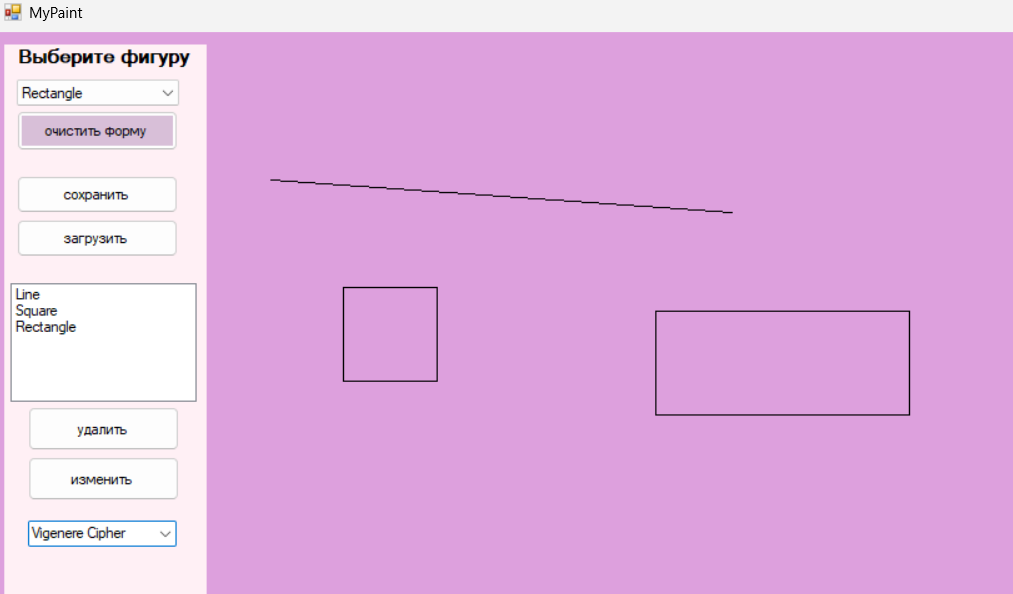 MyPaint
Выберите фигуру
Rectangle
очистить форму
сохранить
загрузить
Line
Square
Rectangle
удалить
изменить
Vigenere Cipher